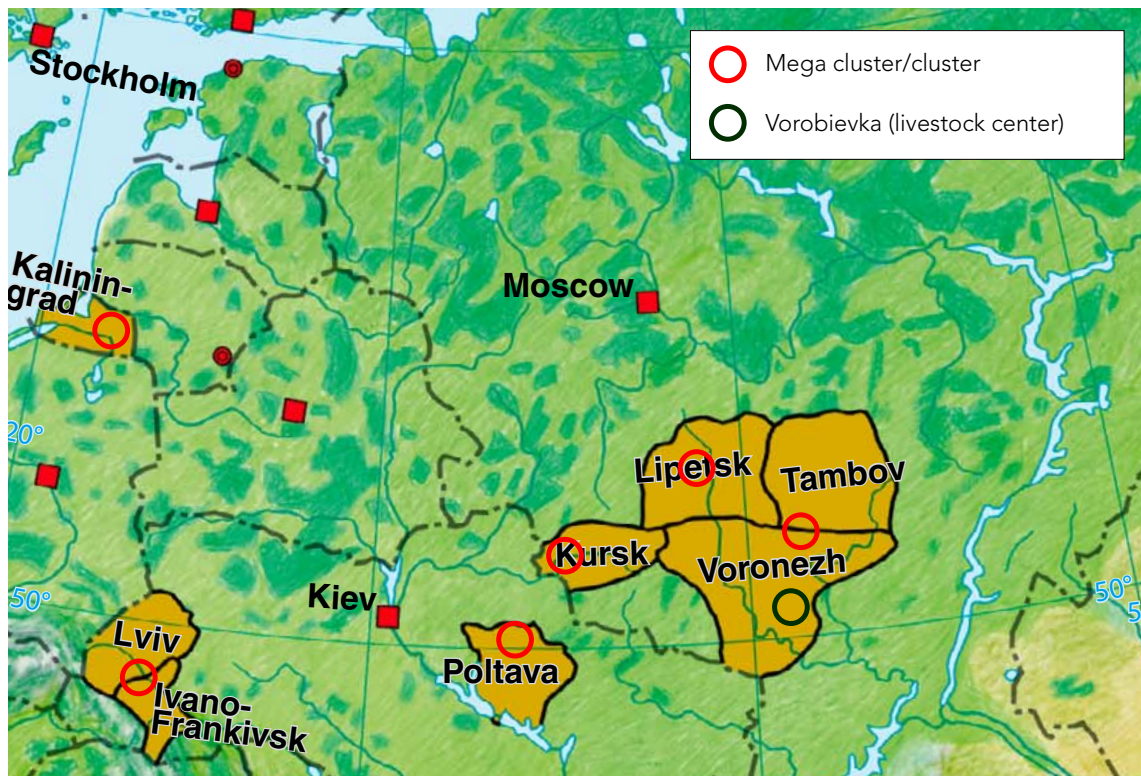 Mega cluster/cluster
Vorobievka (livestock center)
Stockholm
Kalinin-
grad
Moscow
20°
Lipetsk
Tambov
Kursk
Voronezh
Kiev
50°
50°
5
Lviv
Poltava
Ivano-
Frankivsk